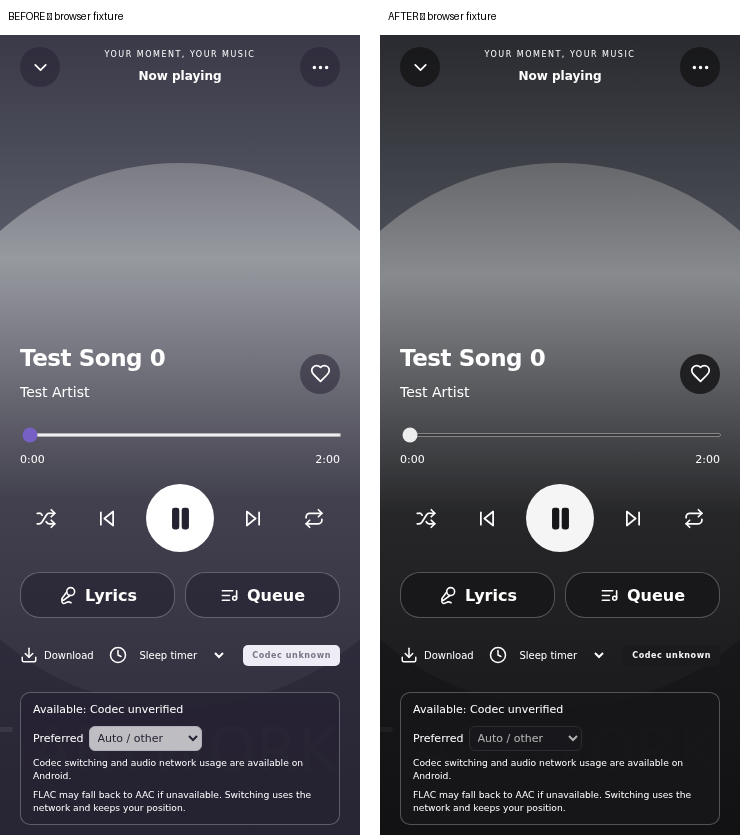 BEFORE browser fixture
YOUR MOMENT, YOUR MUSIC
Now playing
Test Song 0
Test Artist
0:00 2:00
Lyrics Queue
Download Sleep timer Codec unknown
Available: Codec unverified
Preferred Auto / other
Codec switching and audio network usage are available on
Android.
FLAC may fall back to AAC if unavailable. Switching uses the
network and keeps your position.
AFTER browser fixture
YOUR MOMENT, YOUR MUSIC
Now playing
Test Song 0
Test Artist
0:00 2:00
Lyrics Queue
Download Sleep timer Codec unknown
Available: Codec unverified
Preferred Auto / other
Codec switching and audio network usage are available on
Android.
FLAC may fall back to AAC if unavailable. Switching uses the
network and keeps your position.